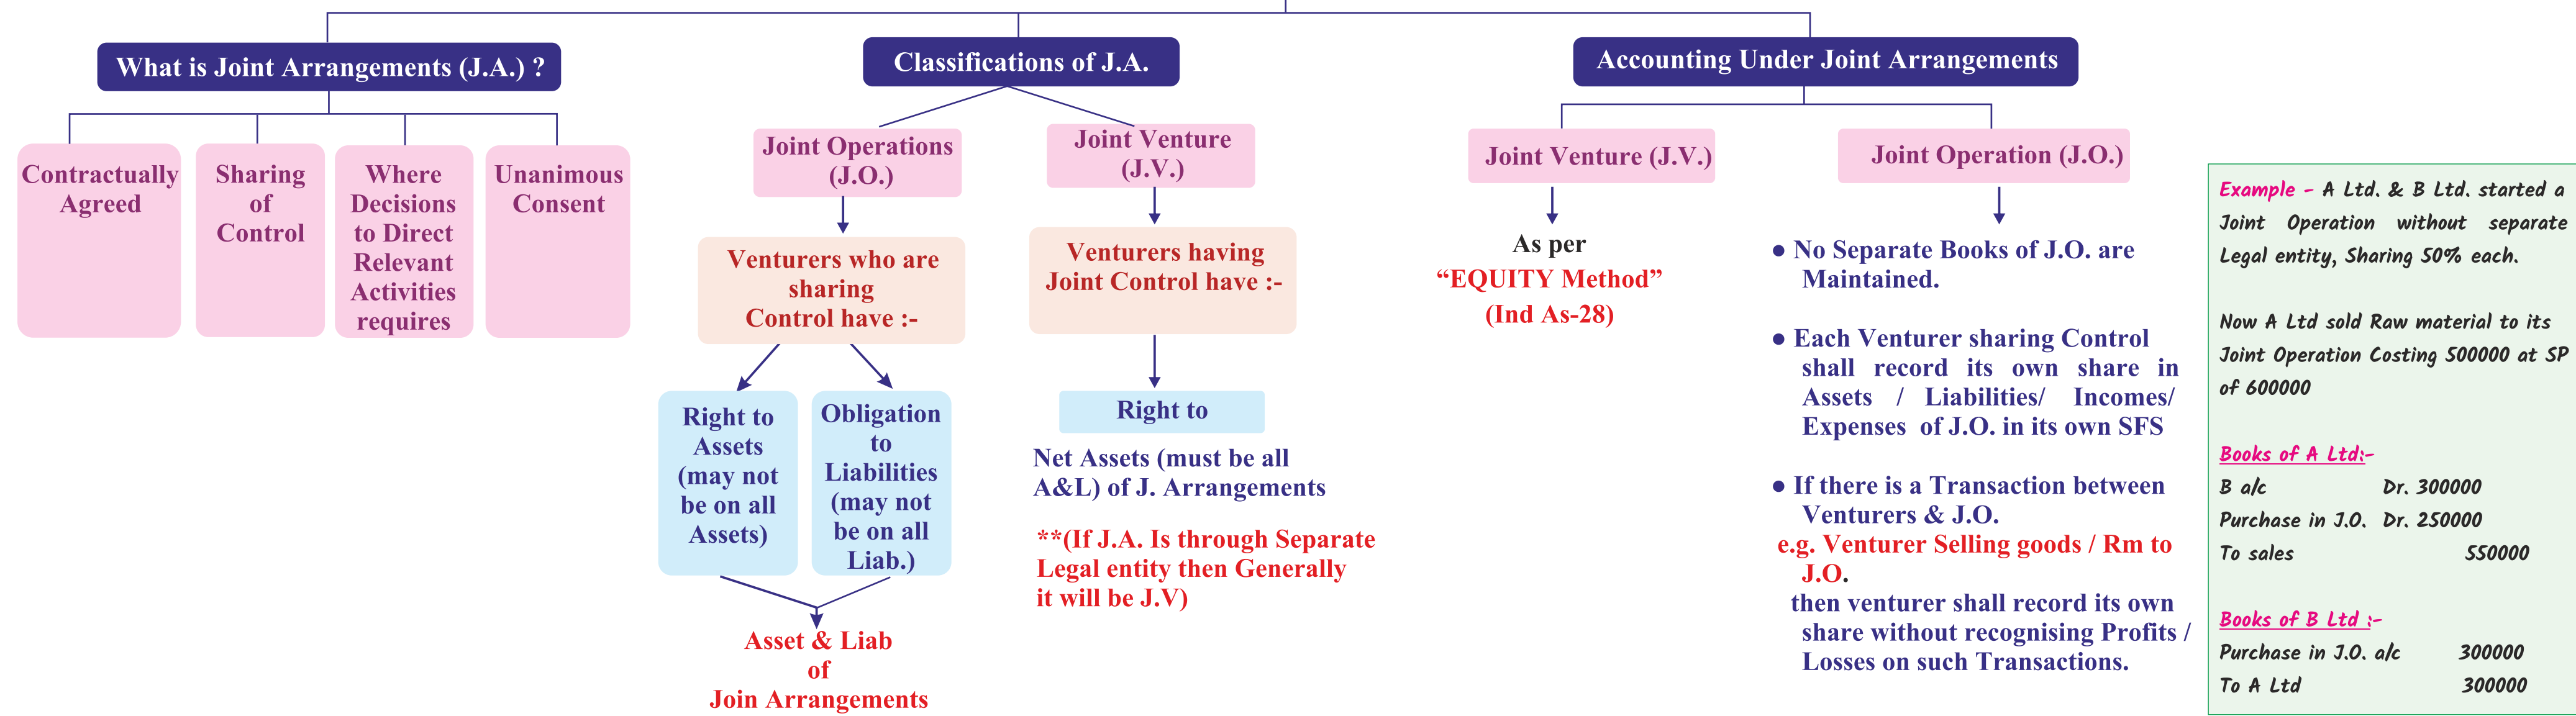 What is Joint Arrangements (J.A.) ?
Contractually
Agreed
Sharing
of
Control
Where
Decisions
to Direct
Relevant
Activities
requires
Unanimous
Consent
Classifications of J.A.
Joint Operations
(J.O.)
Venturers who are
sharing
Control have :-
Right to
Assets
(may not
be on all
Assets)
Obligation
to
Liabilities
(may not
be on all
Liab.)
Asset & Liab
of
Join Arrangements
Joint Venture
(J.V.)
Venturers having
Joint Control have :-
Right to
Net Assets (must be all
A&L) of J. Arrangements
**(If J.A. Is through Separate
Legal entity then Generally
it will be J.V)
Accounting Under Joint Arrangements
Joint Venture (J.V.)
As per
“EQUITY Method”
(Ind As-28)
Joint Operation (J.O.)
● No Separate Books of J.O. are
Maintained.
● Each Venturer sharing Control
shall record its own share in
Assets / Liabilities/ Incomes/
Expenses of J.O. in its own SFS
● If there is a Transaction between
Venturers & J.O.
e.g. Venturer Selling goods / Rm to
J.O.
then venturer shall record its own
share without recognising Profits /
Losses on such Transactions.
Example - A Ltd. & B Ltd. started a
Joint Operation without separate
Legal entity, Sharing 50% each.
Now A Ltd sold Raw material to its
Joint Operation Costing 500000 at SP
of 600000
Books of A Ltd:-
B a/c Dr. 300000
Purchase in J.O. Dr. 250000
To sales 550000
Books of B Ltd :-
Purchase in J.O. a/c 300000
To A Ltd 300000